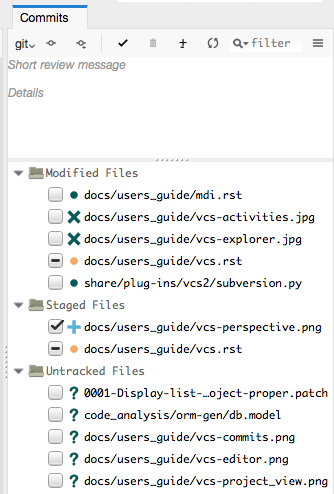 Commits
git
filter
Short review message
Details
Modified Files
docs/users_guide/mdi.rst
docs/users_guide/vcs-activities.jpg
docs/users_guide/vcs-explorer.jpg
docs/users_guide/vcs.rst
share/plug-ins/vcs2/subversion.py
Staged Files
docs/users_guide/vcs-perspective.png
docs/users_guide/vcs.rst
Untracked Files
? 0001-Display-list-…oject-proper.patch
? code_analysis/orm-gen/db.model
? docs/users_guide/vcs-commits.png
? docs/users_guide/vcs-editor.png
? docs/users_guide/vcs-project_view.png